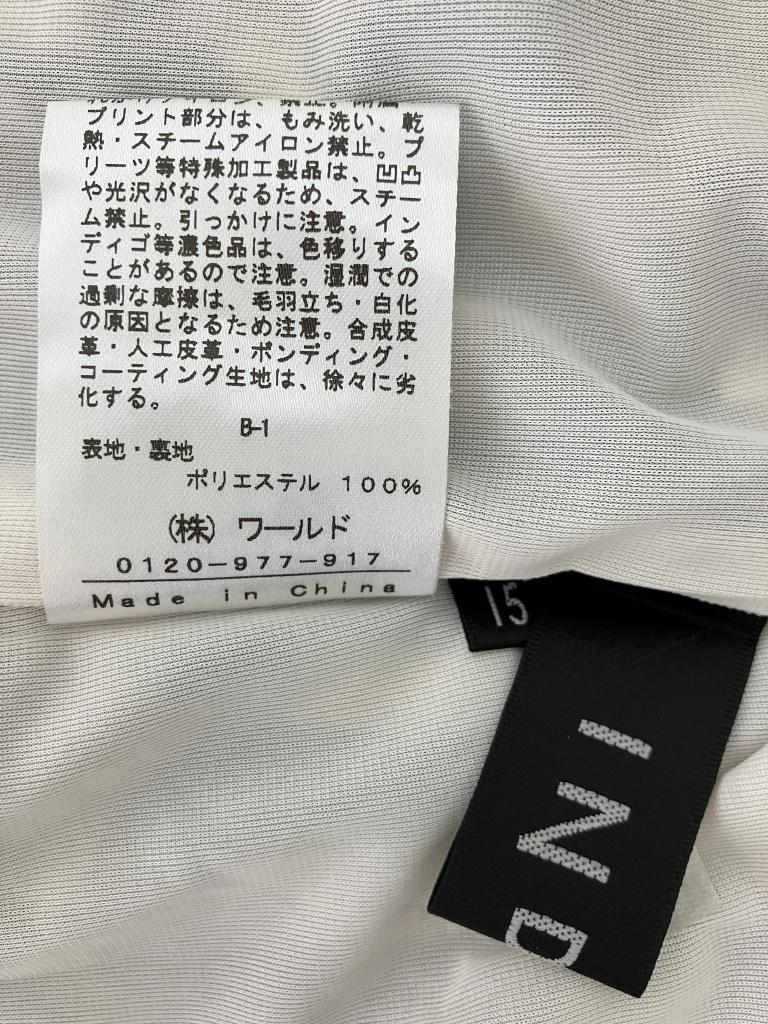 プリント部分は、もみ洗い、乾
熱・スチームアイロン禁止。プ
リーツ等特殊加工製品は、凹凸
や光沢がなくなるため、スチー
ム禁止。引っかけに注意。イン
ディゴ等濃色品は、色移りする
ことがあるので注意。湿潤での
過剰な摩擦は、毛羽立ち・白化
の原因となるため注意。合成皮
革・人工皮革・ボンディング・
コーティング生地は、徐々に劣
化する。
B-1
表地・裏地
ポリエステル 100%
(株)ワールド
0120-977-917
Made in China
IND